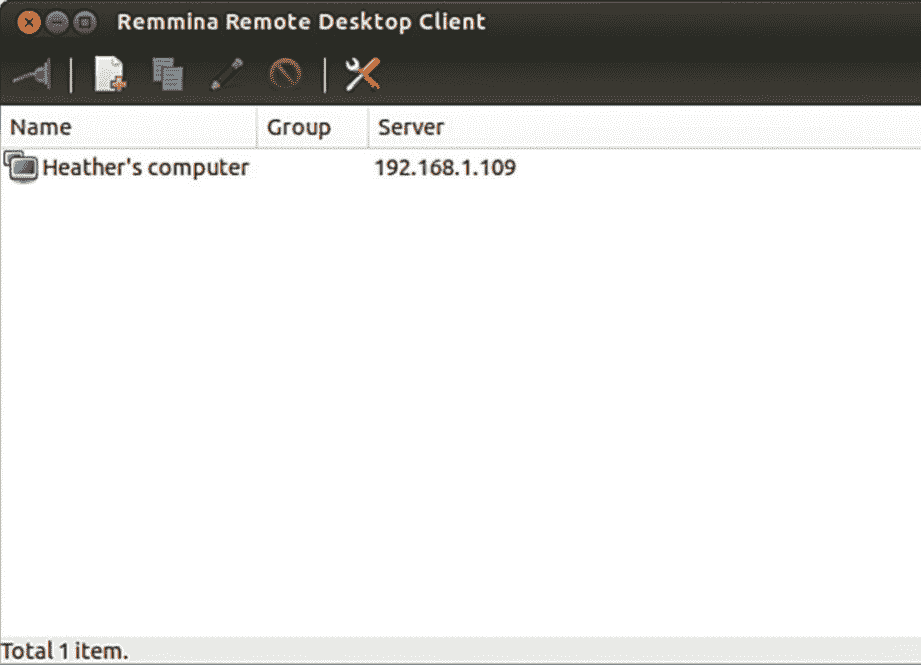 Remmina Remote Desktop Client
Name Group Server
Heather's computer 192.168.1.109
Total 1 item.